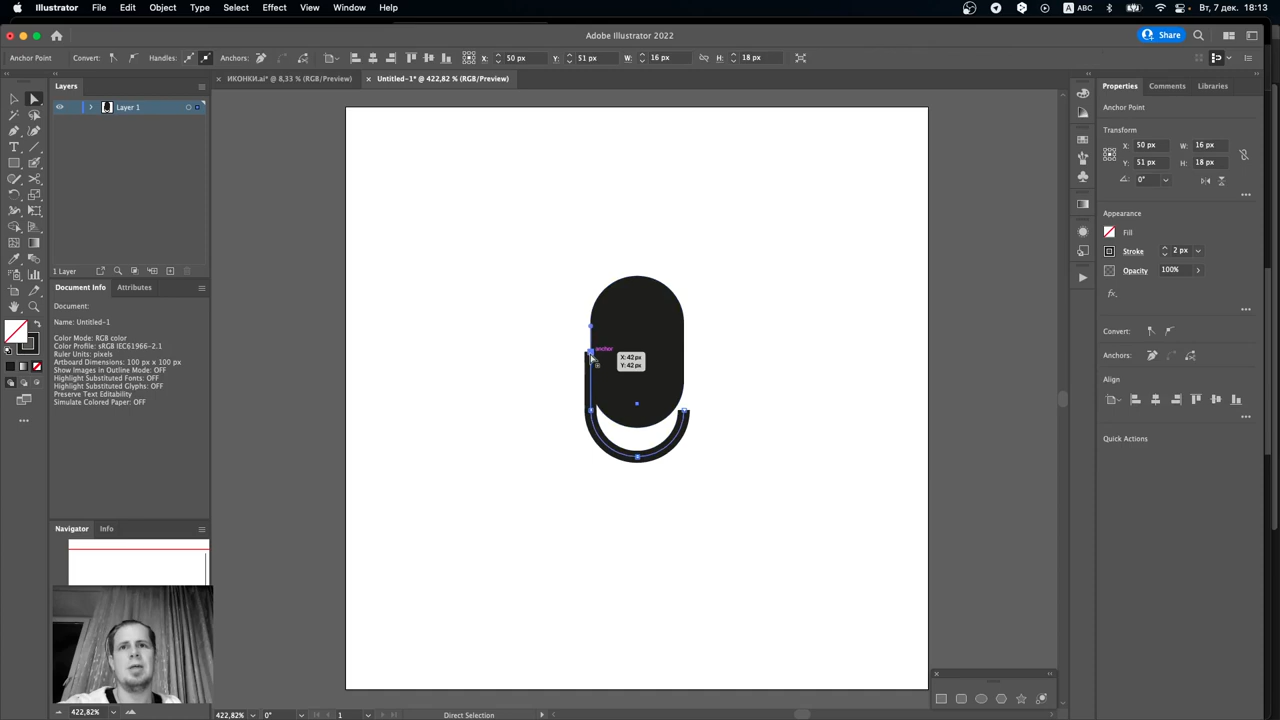 Illustrator File Edit Object Type Select Effect View Window Help ABC Вт, 7 дек. 18:13
Adobe Illustrator 2022 Share
Anchor Point Convert: Handles: Anchors: X: 50 px Y: 51 px W: 16 px H: 18 px
Layers × ИКОНКИ.ai* @ 8,33 % (RGB/Preview) × Untitled-1* @ 422,82 % (RGB/Preview) Properties Comments Libraries
Layer 1
Anchor Point
Transform
X: 50 px W: 16 px
Y: 51 px H: 18 px
0°
Appearance
Fill
Stroke 2 px
Opacity 100%
fx.
Convert:
Anchors:
Align
Quick Actions
1 Layer
Document Info Attributes
Document:
Name: Untitled-1
Color Mode: RGB color
Color Profile: sRGB IEC61966-2.1
Ruler Units: pixels
Artboard Dimensions: 100 px x 100 px
Show Images in Outline Mode: OFF
Highlight Substituted Fonts: OFF
Highlight Substituted Glyphs: OFF
Preserve Text Editability
Simulate Colored Paper: OFF
anchor
X: 42 px
Y: 42 px
Navigator Info
422,82% 422,82% 0° 1 Direct Selection